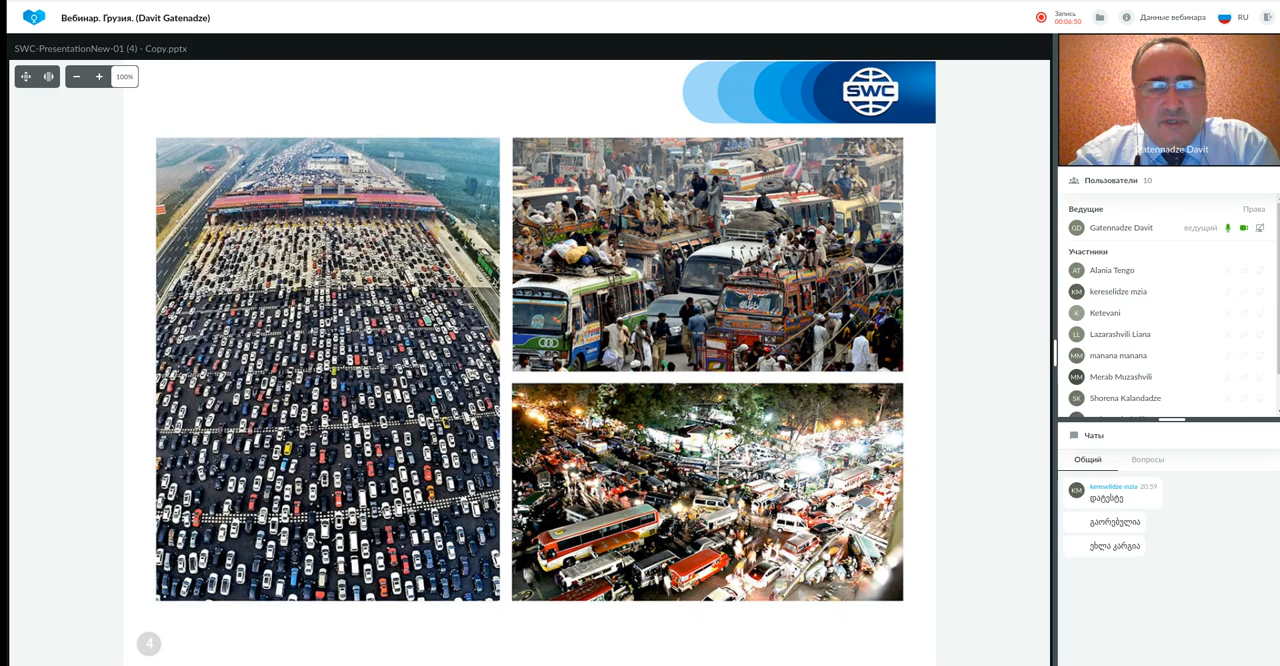 Вебинар. Грузия. (Davit Gatenadze)
Запись
00:06:50
Данные вебинара
RU
SWC-PresentationNew-01 (4) - Copy.pptx
100%
SWC
4
Gatennadze Davit
Пользователи 10
Ведущие Права
GD Gatennadze Davit ведущий
Участники
AT Alania Tengo
KM kereselidze mzia
K Ketevani
LL Lazarashvili Liana
MM manana manana
MM Merab Muzashvili
SK Shorena Kalandadze
Чаты
Общий Вопросы
KM kereselidze mzia 20:59
დატესტე
გაორებულია
ეხლა კარგია